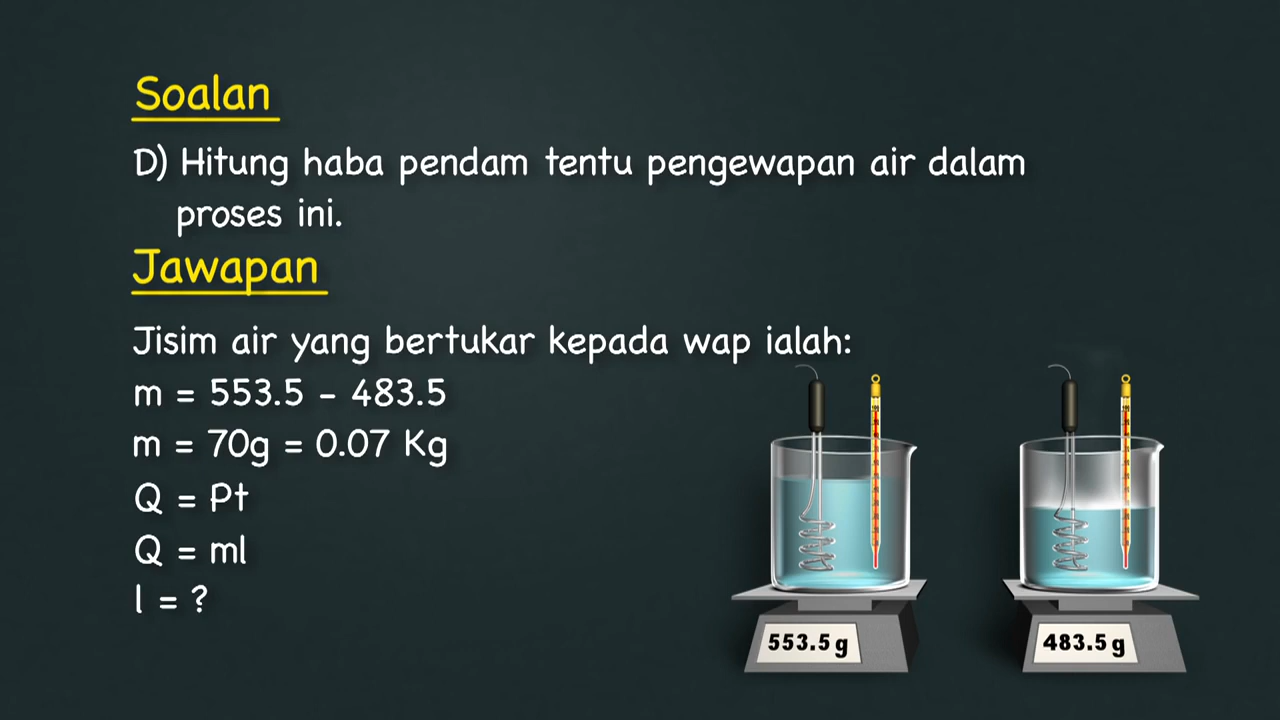 Soalan
D) Hitung haba pendam tentu pengewapan air dalam
proses ini.
Jawapan
Jisim air yang bertukar kepada wap ialah:
m = 553.5 - 483.5
m = 70g = 0.07 Kg
Q = Pt
Q = ml
l = ?
553.5 g
483.5 g